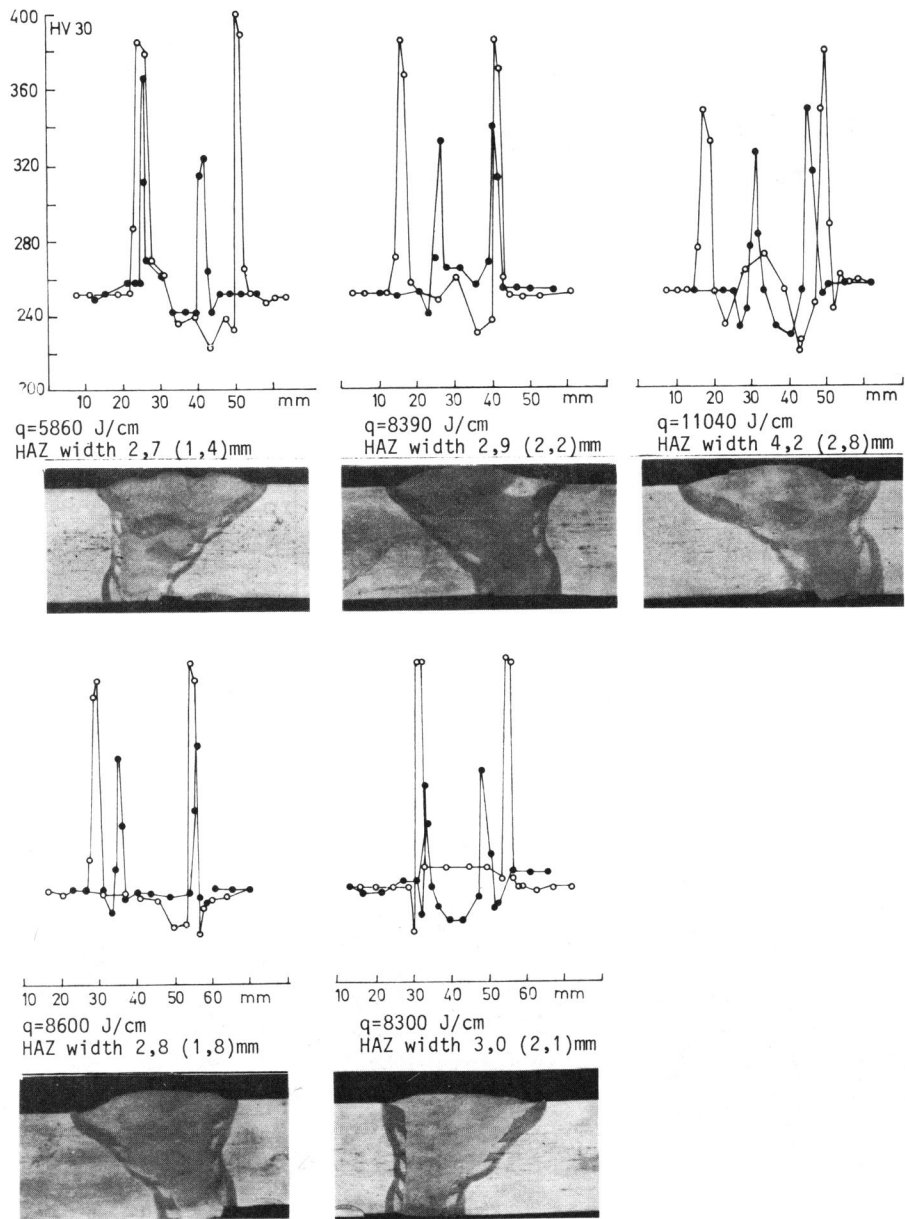 400
HV 30
360
320
280
240
200
10 20 30 40 50 mm
10 20 30 40 50 mm
10 20 30 40 50 mm
q=5860 J/cm
HAZ width 2,7 (1,4)mm
q=8390 J/cm
HAZ width 2,9 (2,2)mm
q=11040 J/cm
HAZ width 4,2 (2,8)mm
10 20 30 40 50 60 mm
10 20 30 40 50 60 mm
q=8600 J/cm
HAZ width 2,8 (1,8)mm
q=8300 J/cm
HAZ width 3,0 (2,1)mm